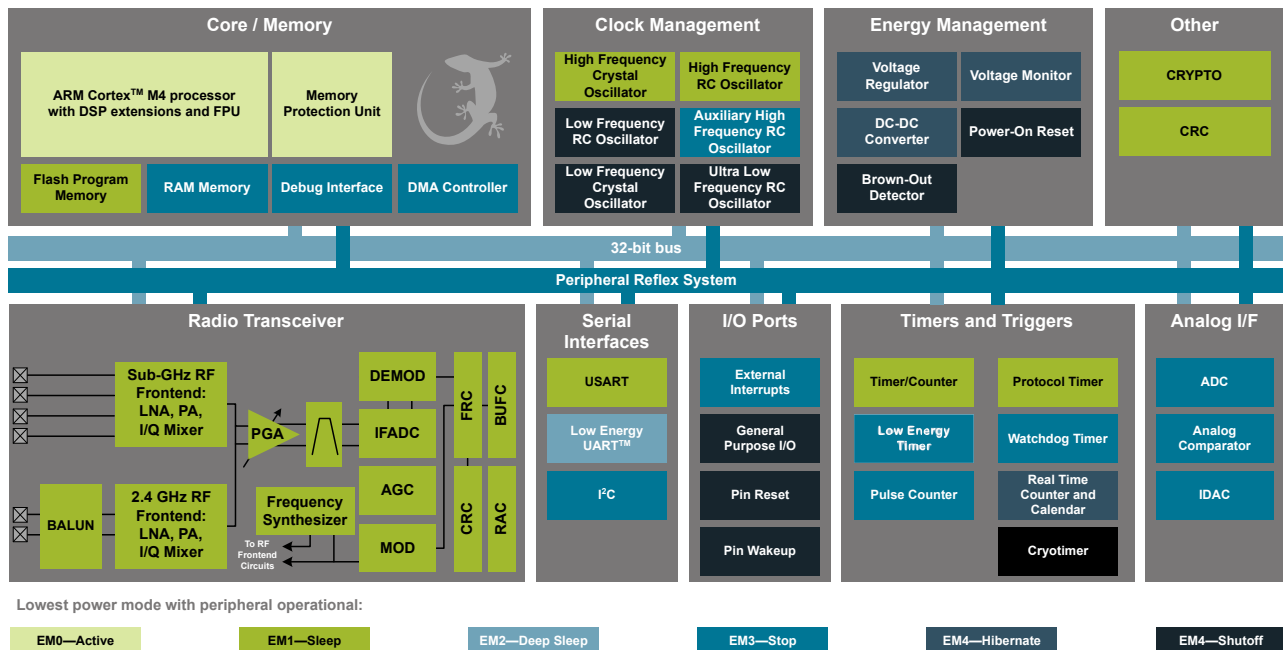 Core / Memory
ARM Cortex™ M4 processor
with DSP extensions and FPU
Memory
Protection Unit
Flash Program
Memory
RAM Memory
Debug Interface
DMA Controller
Clock Management
High Frequency
Crystal
Oscillator
High Frequency
RC Oscillator
Low Frequency
RC Oscillator
Auxiliary High
Frequency RC
Oscillator
Low Frequency
Crystal
Oscillator
Ultra Low
Frequency RC
Oscillator
Energy Management
Voltage
Regulator
Voltage Monitor
DC-DC
Converter
Power-On Reset
Brown-Out
Detector
Other
CRYPTO
CRC
32-bit bus
Peripheral Reflex System
Radio Transceiver
Sub-GHz RF
Frontend:
LNA, PA,
I/Q Mixer
BALUN
2.4 GHz RF
Frontend:
LNA, PA,
I/Q Mixer
PGA
Frequency
Synthesizer
To RF
Frontend
Circuits
DEMOD
IFADC
AGC
MOD
FRC
BUFC
CRC
RAC
Serial
Interfaces
USART
Low Energy
UART™
I²C
I/O Ports
External
Interrupts
General
Purpose I/O
Pin Reset
Pin Wakeup
Timers and Triggers
Timer/Counter
Protocol Timer
Low Energy
Timer
Watchdog Timer
Pulse Counter
Real Time
Counter and
Calendar
Cryotimer
Analog I/F
ADC
Analog
Comparator
IDAC
Lowest power mode with peripheral operational:
EM0—Active
EM1—Sleep
EM2—Deep Sleep
EM3—Stop
EM4—Hibernate
EM4—Shutoff